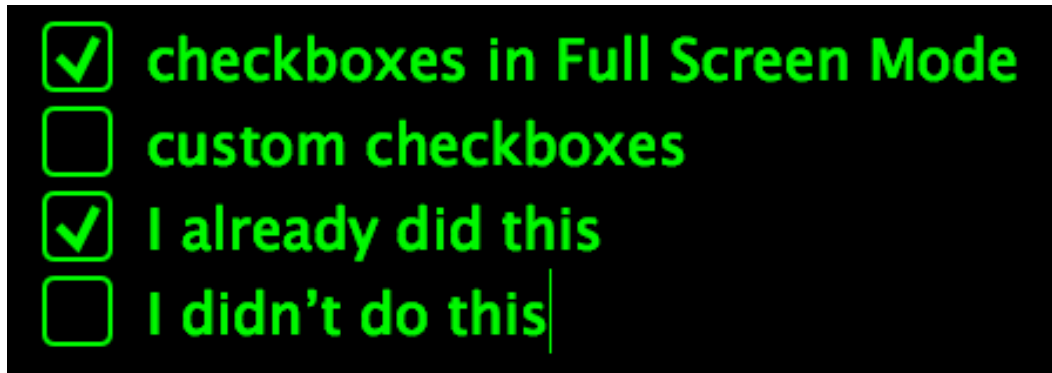 checkboxes in Full Screen Mode
custom checkboxes
I already did this
I didn’t do this